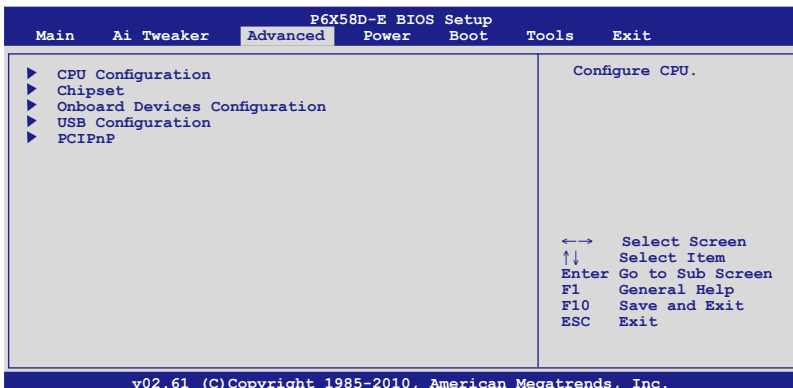 P6X58D-E BIOS Setup
Main Ai Tweaker Advanced Power Boot Tools Exit
▶ CPU Configuration
▶ Chipset
▶ Onboard Devices Configuration
▶ USB Configuration
▶ PCIPnP
Configure CPU.
←→ Select Screen
↑↓ Select Item
Enter Go to Sub Screen
F1 General Help
F10 Save and Exit
ESC Exit
v02.61 (C)Copyright 1985-2010, American Megatrends, Inc.